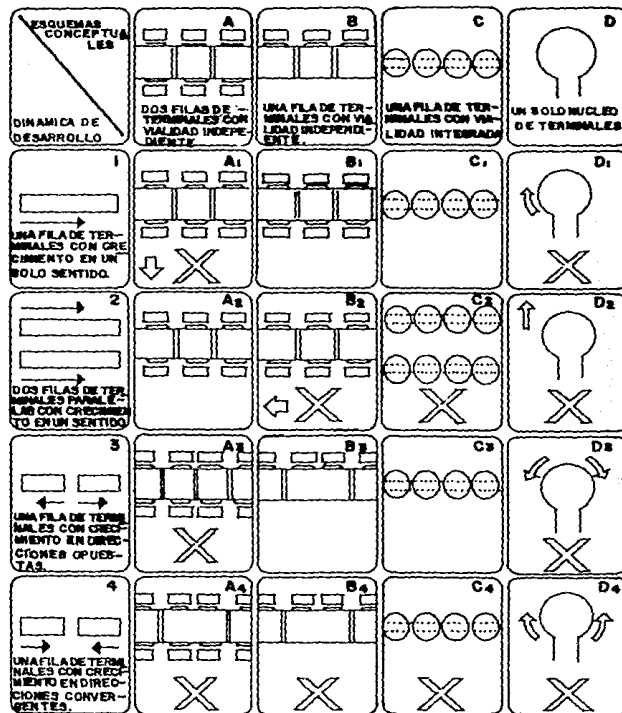 ESQUEMAS
CONCEPTUA
LES
DINAMICA DE
DESARROLLO
A
DOS FILAS DE
TERMINALES CON
VIALIDAD INDEPE-
DIENTE.
B
UNA FILA DE TER-
MINALES CON VIA
LIDAD INDEPENDI-
ENTE.
C
UNA FILA DE TER-
MINALES CON VIA-
LIDAD INTEGRADA
D
UN SOLO NUCLEO
DE TERMINALES.
1
UNA FILA DE TER-
MINALES CON CRE
CIMIENTO EN UN
SOLO SENTIDO.
A1
B1
C1
D1
2
DOS FILAS DE TER
MINALES PARALE-
LAS CON CRECIMIEN
TO EN UN SENTIDO
A2
B2
C2
D2
3
UNA FILA DE TERMI
NALES CON CRECI-
MIENTO EN DIREC-
CIONES OPUES-
TAS.
A3
B3
C3
D3
4
UNA FILA DE TERMI
NALES CON CRECI-
MIENTO EN DIREC-
CIONES CONVER-
GENTES.
A4
B4
C4
D4